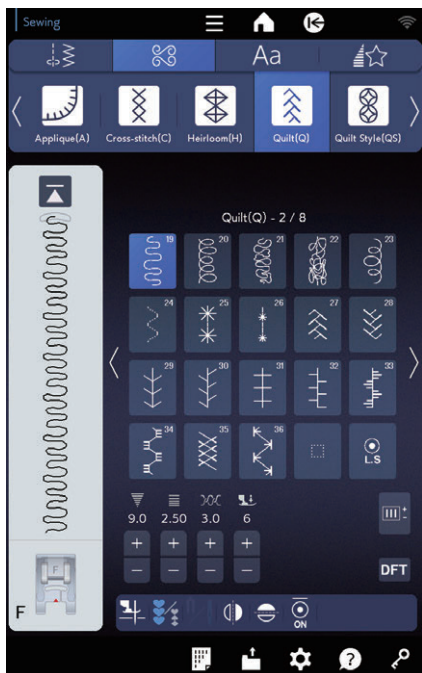 Sewing
Aa
Applique(A) Cross-stitch(C) Heirloom(H) Quilt(Q) Quilt Style(QS)
Quilt(Q) - 2 / 8
19 20 21 22 23
24 25 26 27 28
29 30 31 32 33
34 35 36
L.S
9.0 2.50 3.0 6
+ + + +
- - - -
DFT
F
F
ON
?